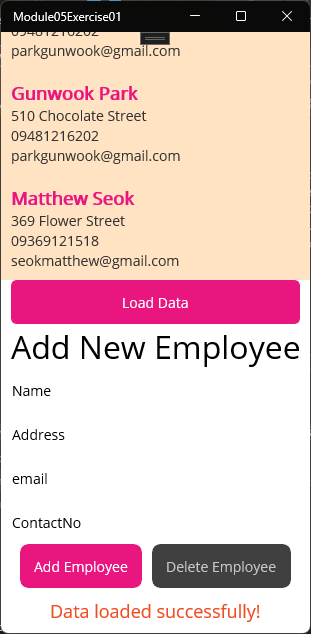 Module05Exercise01
09481216202
parkgunwook@gmail.com
Gunwook Park
510 Chocolate Street
09481216202
parkgunwook@gmail.com
Matthew Seok
369 Flower Street
09369121518
seokmatthew@gmail.com
Load Data
Add New Employee
Name
Address
email
ContactNo
Add Employee
Delete Employee
Data loaded successfully!